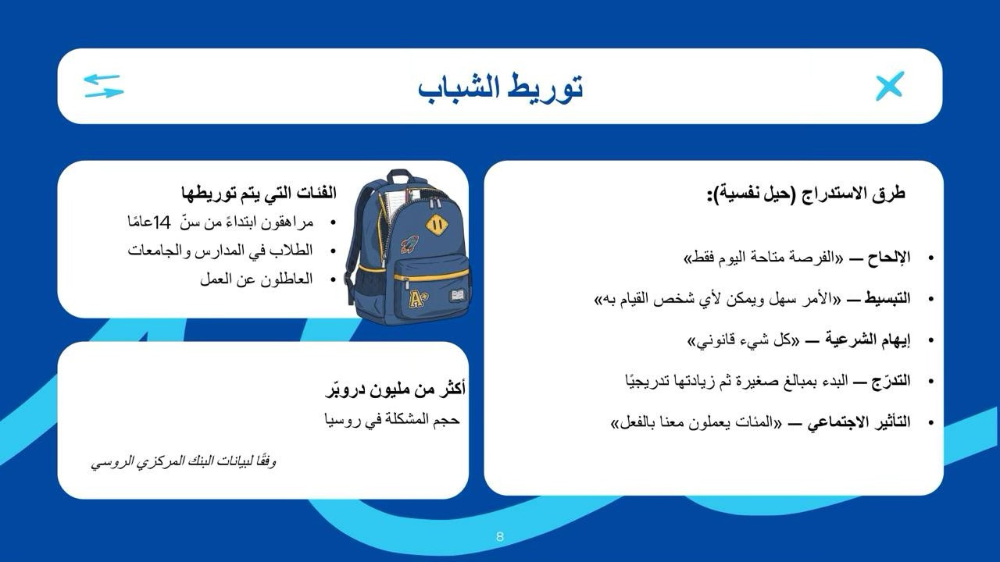 توريط الشباب
طرق الاستدراج (حيل نفسية):
• الإلحاح — «الفرصة متاحة اليوم فقط»
• التبسيط — «الأمر سهل ويمكن لأي شخص القيام به»
• إيهام الشرعية — «كل شيء قانوني»
• التدرّج — البدء بمبالغ صغيرة ثم زيادتها تدريجيًا
• التأثير الاجتماعي — «المئات يعملون معنا بالفعل»
الفئات التي يتم توريطها
• مراهقون ابتداءً من سنّ 14عامًا
• الطلاب في المدارس والجامعات
• العاطلون عن العمل
A+
أكثر من مليون دروبّر
حجم المشكلة في روسيا
وفقًا لبيانات البنك المركزي الروسي
8